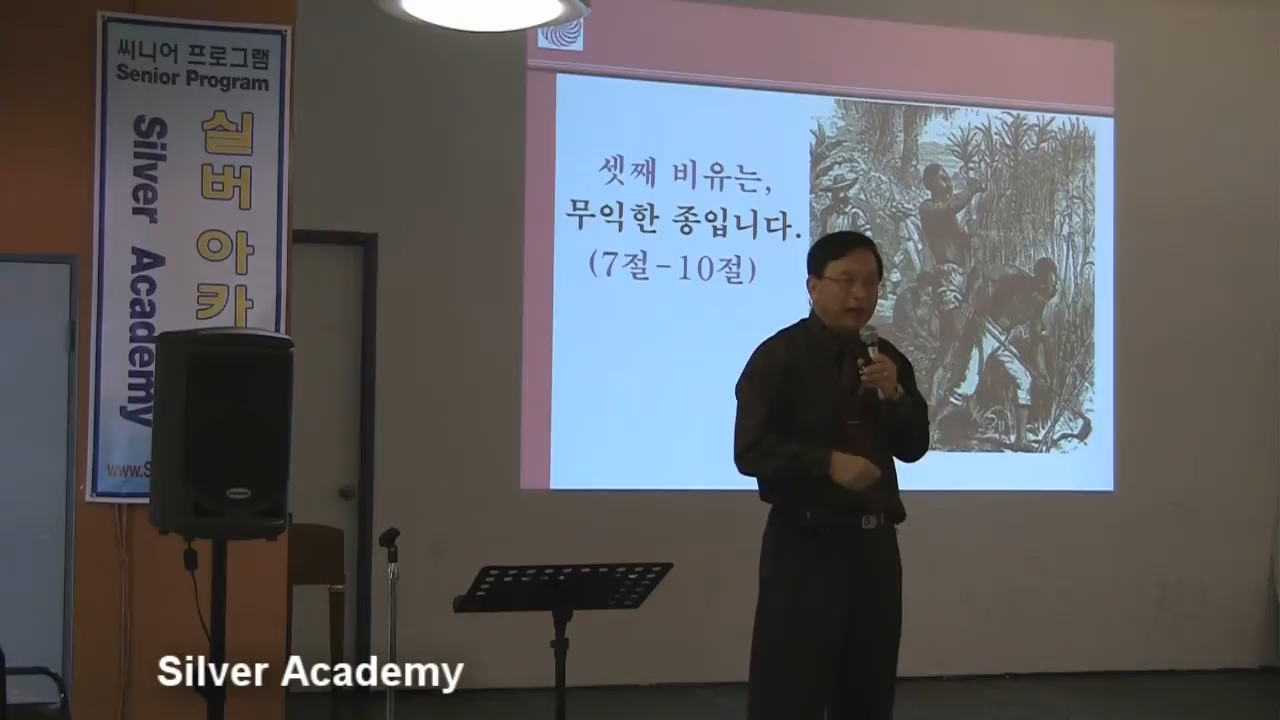 씨니어 프로그램
Senior Program
실버 아카
Silver Academy
www.S
셋째 비유는,
무익한 종입니다.
(7절-10절)
Silver Academy